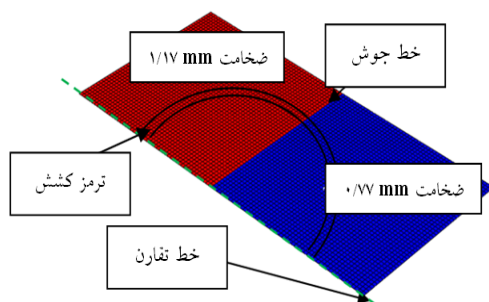 ضخامت ۱/۱۷ mm
خط جوش
ترمز کشش
ضخامت ۰/۷۷ mm
خط تقارن